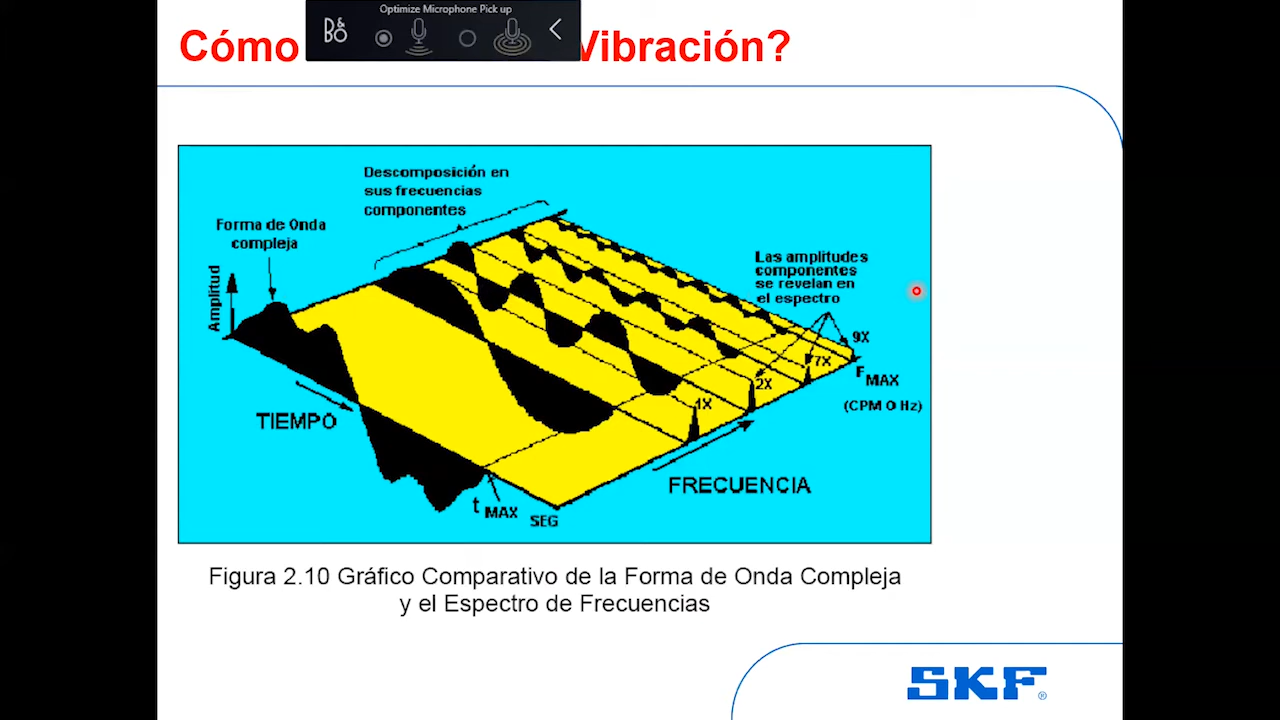 Optimize Microphone Pick up
B&O
Cómo Vibración?
Descomposición en
sus frecuencias
componentes
Forma de Onda
compleja
Amplitud
Las amplitudes
componentes
se revelan en
el espectro
9X
7X
2X
1X
F MAX
(CPM O Hz)
TIEMPO
FRECUENCIA
t MAX
SEG
Figura 2.10 Gráfico Comparativo de la Forma de Onda Compleja
y el Espectro de Frecuencias
SKF®